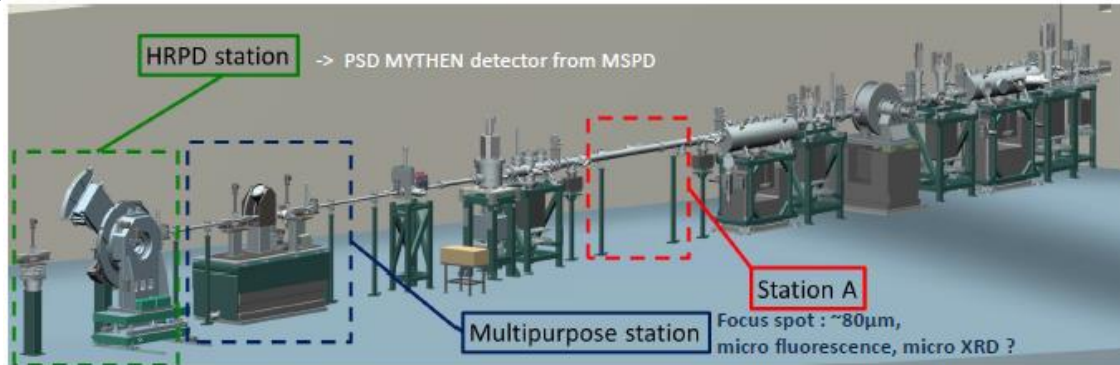 HRPD station -> PSD MYTHEN detector from MSPD
Station A
Multipurpose station
Focus spot : ~80µm,
micro fluorescence, micro XRD ?